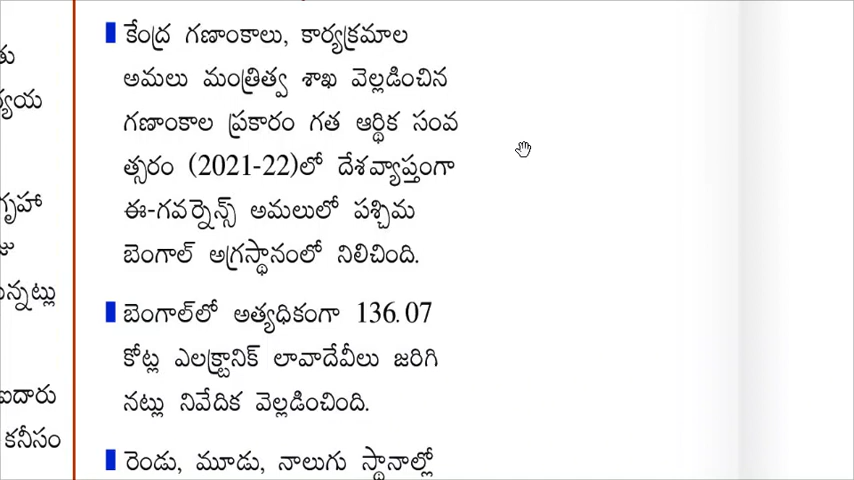 కేంద్ర గణాంకాలు, కార్యక్రమాల
అమలు మంత్రిత్వ శాఖ వెల్లడించిన
గణాంకాల ప్రకారం గత ఆర్థిక సంవ
త్సరం (2021-22)లో దేశవ్యాప్తంగా
ఈ-గవర్నెన్స్ అమలులో పశ్చిమ
బెంగాల్ అగ్రస్థానంలో నిలిచింది.
బెంగాల్‌లో అత్యధికంగా 136.07
కోట్ల ఎలక్ట్రానిక్ లావాదేవీలు జరిగి
నట్లు నివేదిక వెల్లడించింది.
రెండు, మూడు, నాలుగు స్థానాల్లో